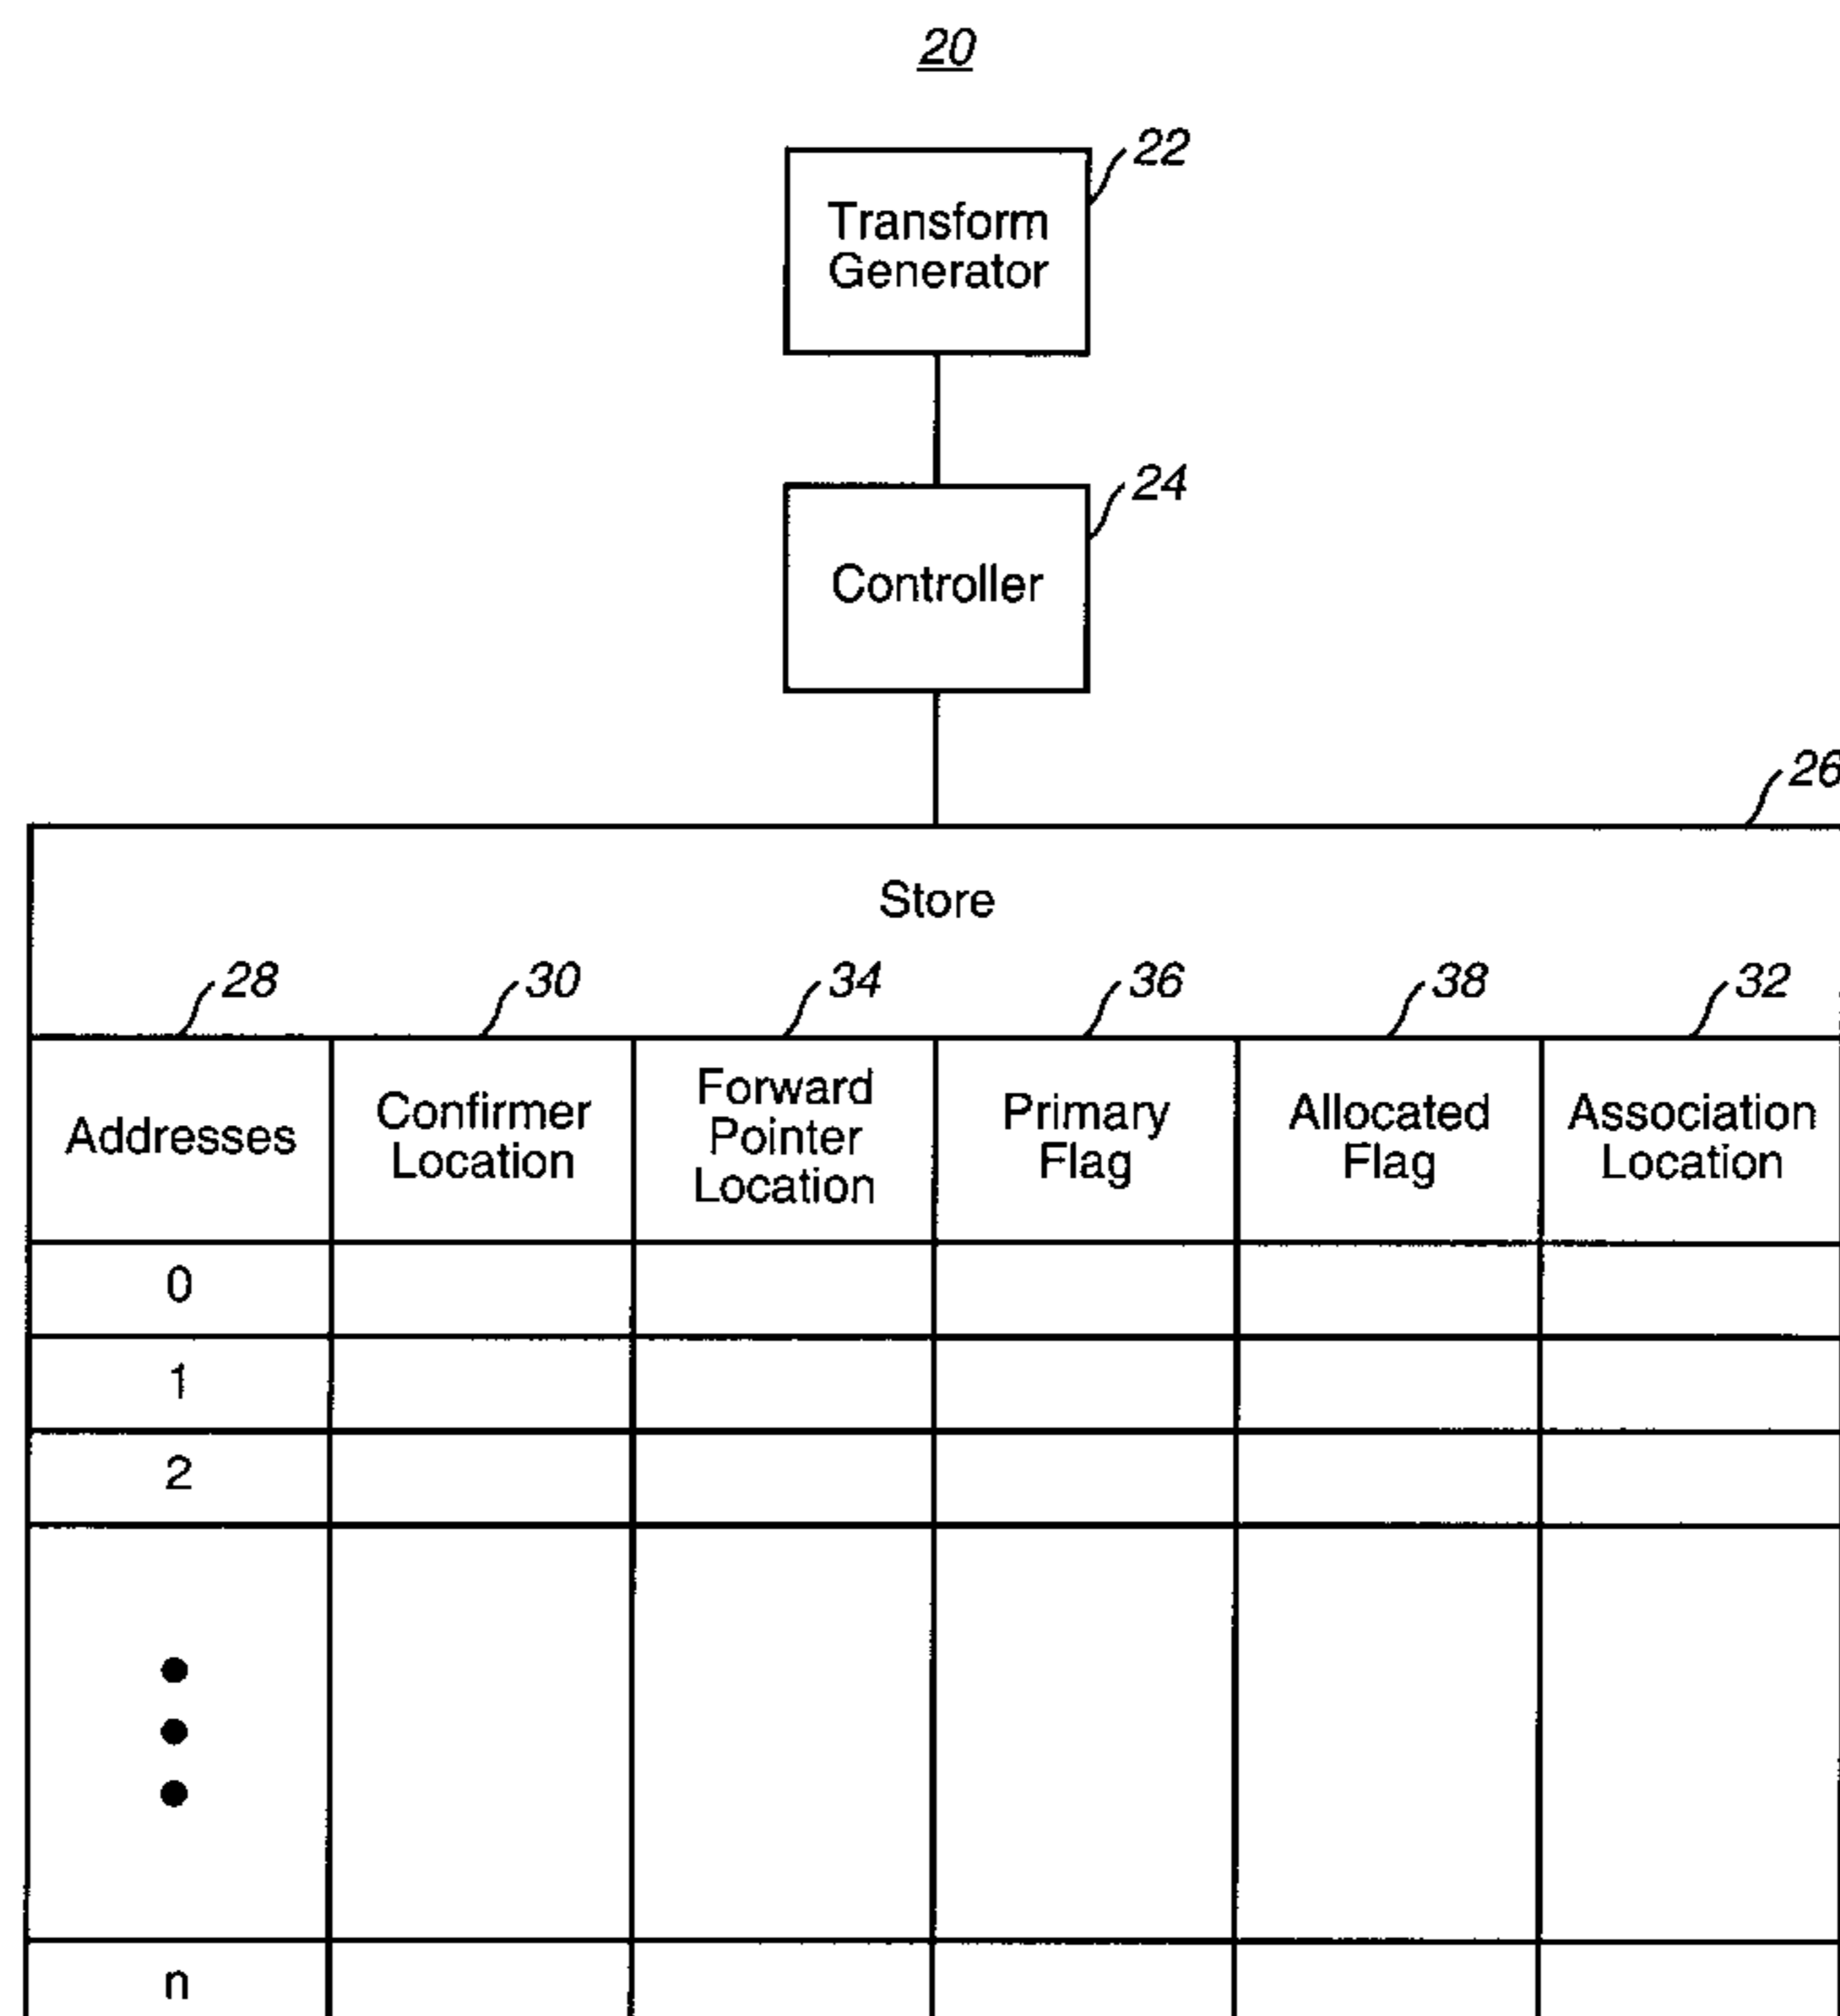 20
22
Transform
Generator
24
Controller
26
Store
28 30 34 36 38 32
Addresses
Confirmer
Location
Forward
Pointer
Location
Primary
Flag
Allocated
Flag
Association
Location
0
1
2
n